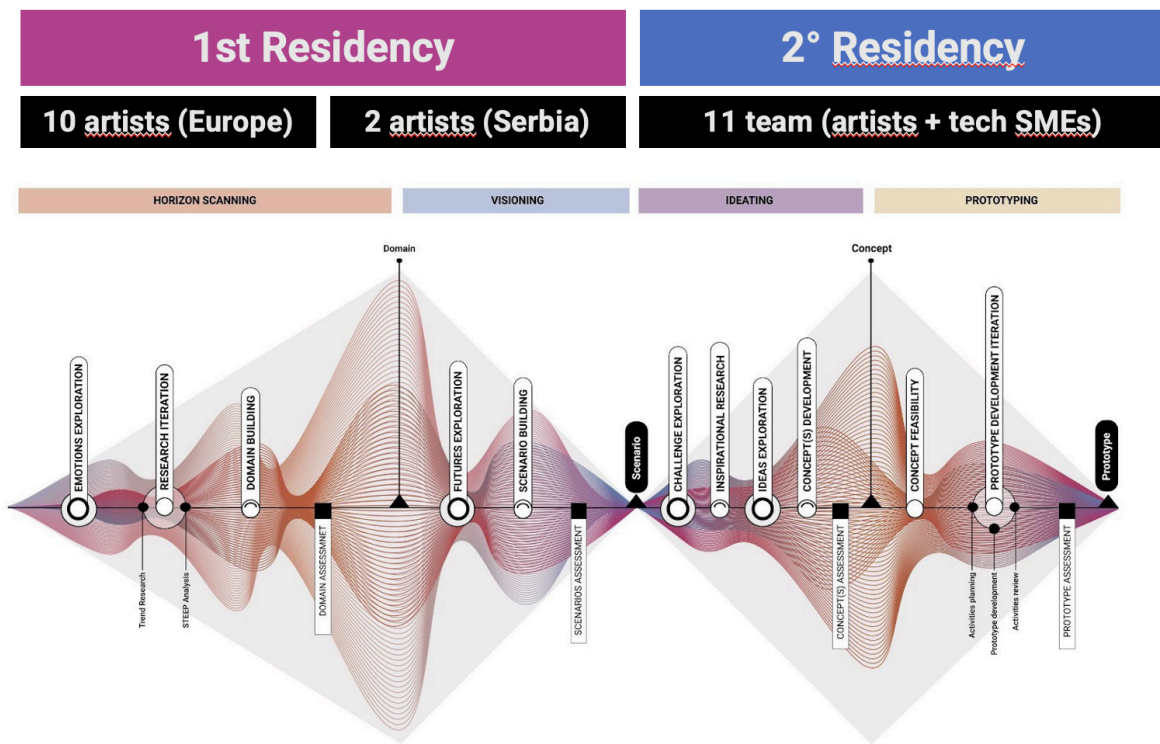 1st Residency
2° Residency
10 artists (Europe)
2 artists (Serbia)
11 team (artists + tech SMEs)
HORIZON SCANNING
VISIONING
IDEATING
PROTOTYPING
Domain
Concept
EMOTIONS EXPLORATION
RESEARCH ITERATION
DOMAIN BUILDING
FUTURES EXPLORATION
SCENARIO BUILDING
Scenario
CHALLENGE EXPLORATION
INSPIRATIONAL RESEARCH
IDEAS EXPLORATION
CONCEPT(S) DEVELOPMENT
CONCEPT FEASIBILITY
PROTOTYPE DEVELOPMENT ITERATION
Prototype
Trend Research
STEEP Analysis
DOMAIN ASSESSMNET
SCENARIOS ASSESSMENT
CONCEPT(S) ASSESSMENT
Activities planning
Prototype development
Activities review
PROTOTYPE ASSESSMENT